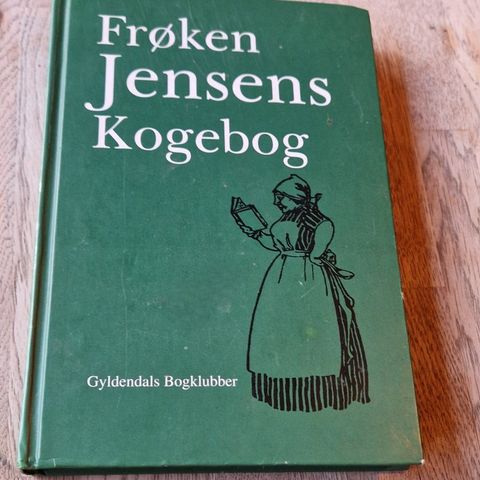 Frøken
Jensens
Kogebog
Gyldendals Bogklubber